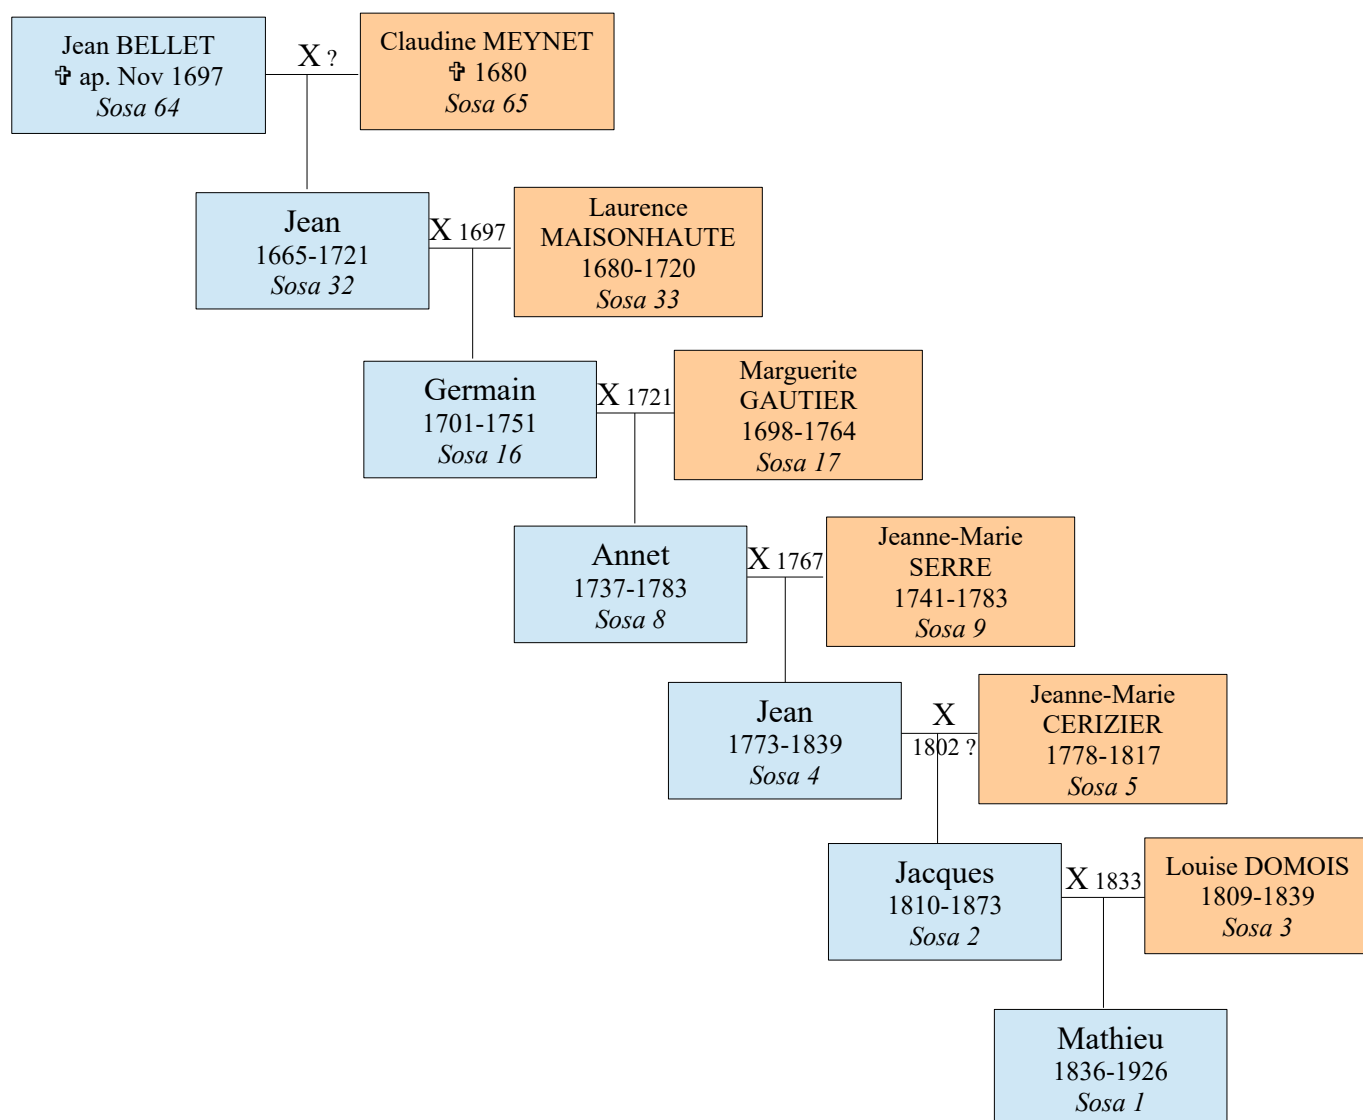 Jean BELLET
✞ ap. Nov 1697
Sosa 64
X ?
Claudine MEYNET
✞ 1680
Sosa 65
Jean
1665-1721
Sosa 32
X 1697
Laurence
MAISONHAUTE
1680-1720
Sosa 33
Germain
1701-1751
Sosa 16
X 1721
Marguerite
GAUTIER
1698-1764
Sosa 17
Annet
1737-1783
Sosa 8
X 1767
Jeanne-Marie
SERRE
1741-1783
Sosa 9
Jean
1773-1839
Sosa 4
X
1802 ?
Jeanne-Marie
CERIZIER
1778-1817
Sosa 5
Jacques
1810-1873
Sosa 2
X 1833
Louise DOMOIS
1809-1839
Sosa 3
Mathieu
1836-1926
Sosa 1